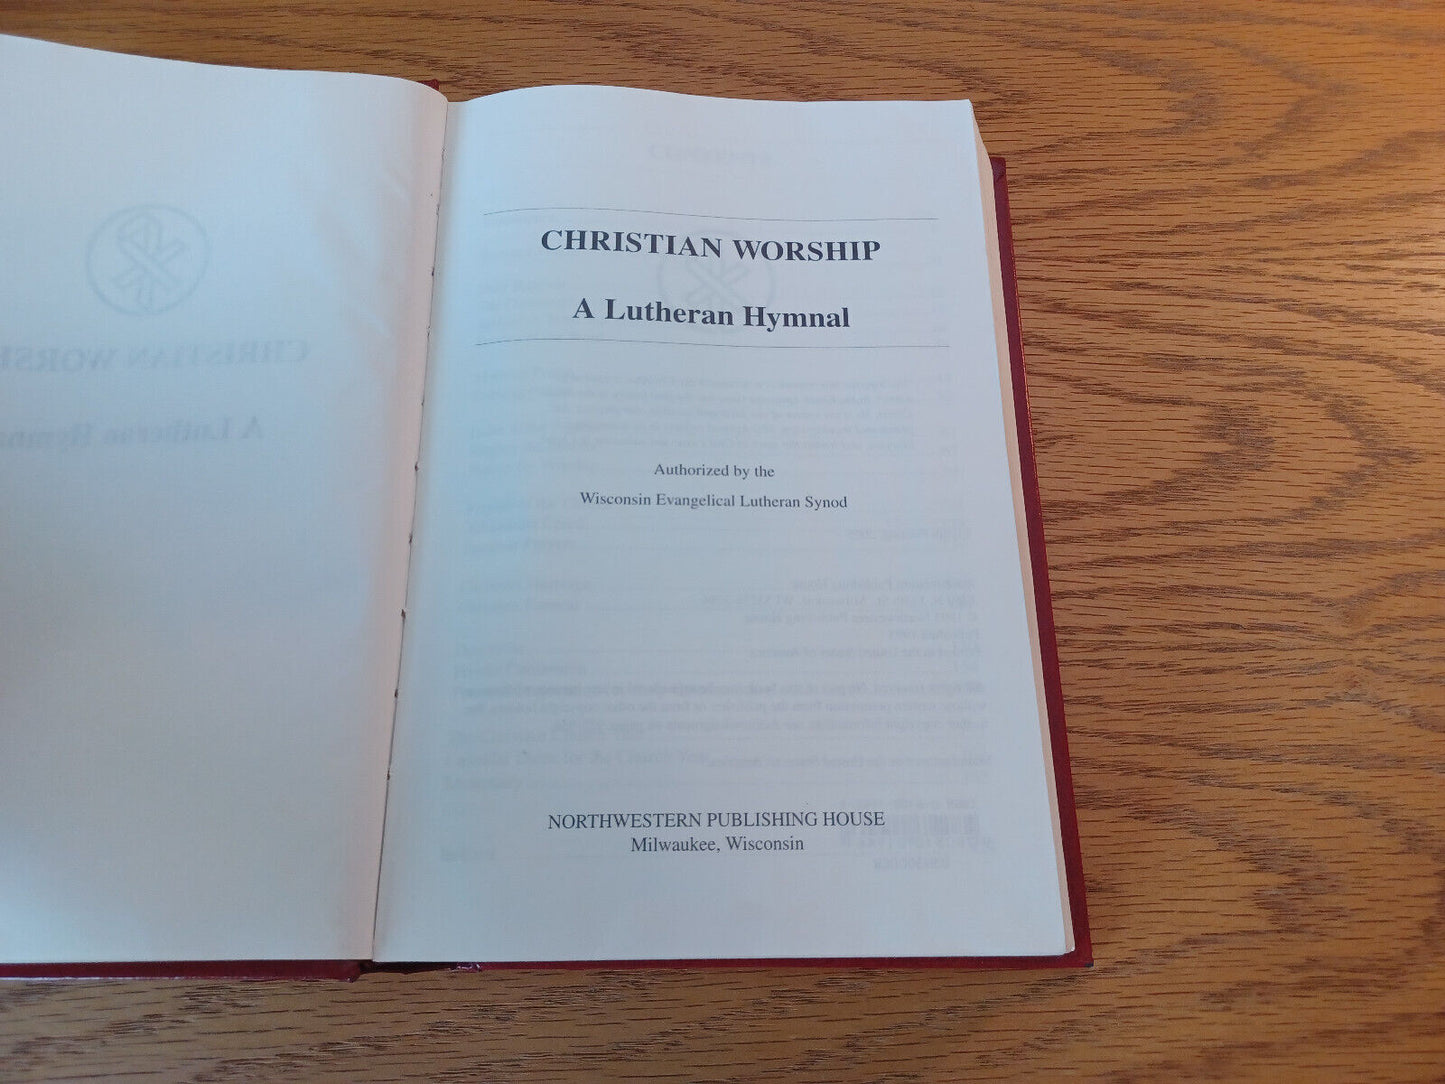 CHRISTIAN WORSHIP
A Lutheran Hymnal
Authorized by the
Wisconsin Evangelical Lutheran Synod
NORTHWESTERN PUBLISHING HOUSE
Milwaukee, Wisconsin